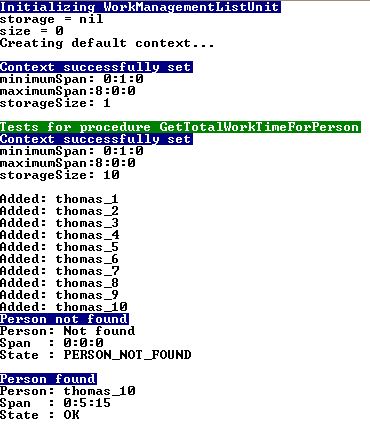 Initializing WorkManagementListUnit
storage = nil
size = 0
Creating default context...
Context successfully set
minimumSpan: 0:1:0
maximumSpan:8:0:0
storageSize: 1
Tests for procedure GetTotalWorkTimeForPerson
Context successfully set
minimumSpan: 0:1:0
maximumSpan:8:0:0
storageSize: 10
Added: thomas_1
Added: thomas_2
Added: thomas_3
Added: thomas_4
Added: thomas_5
Added: thomas_6
Added: thomas_7
Added: thomas_8
Added: thomas_9
Added: thomas_10
Person not found
Person: Not found
Span  : 0:0:0
State : PERSON_NOT_FOUND
Person found
Person: thomas_10
Span  : 0:5:15
State : OK